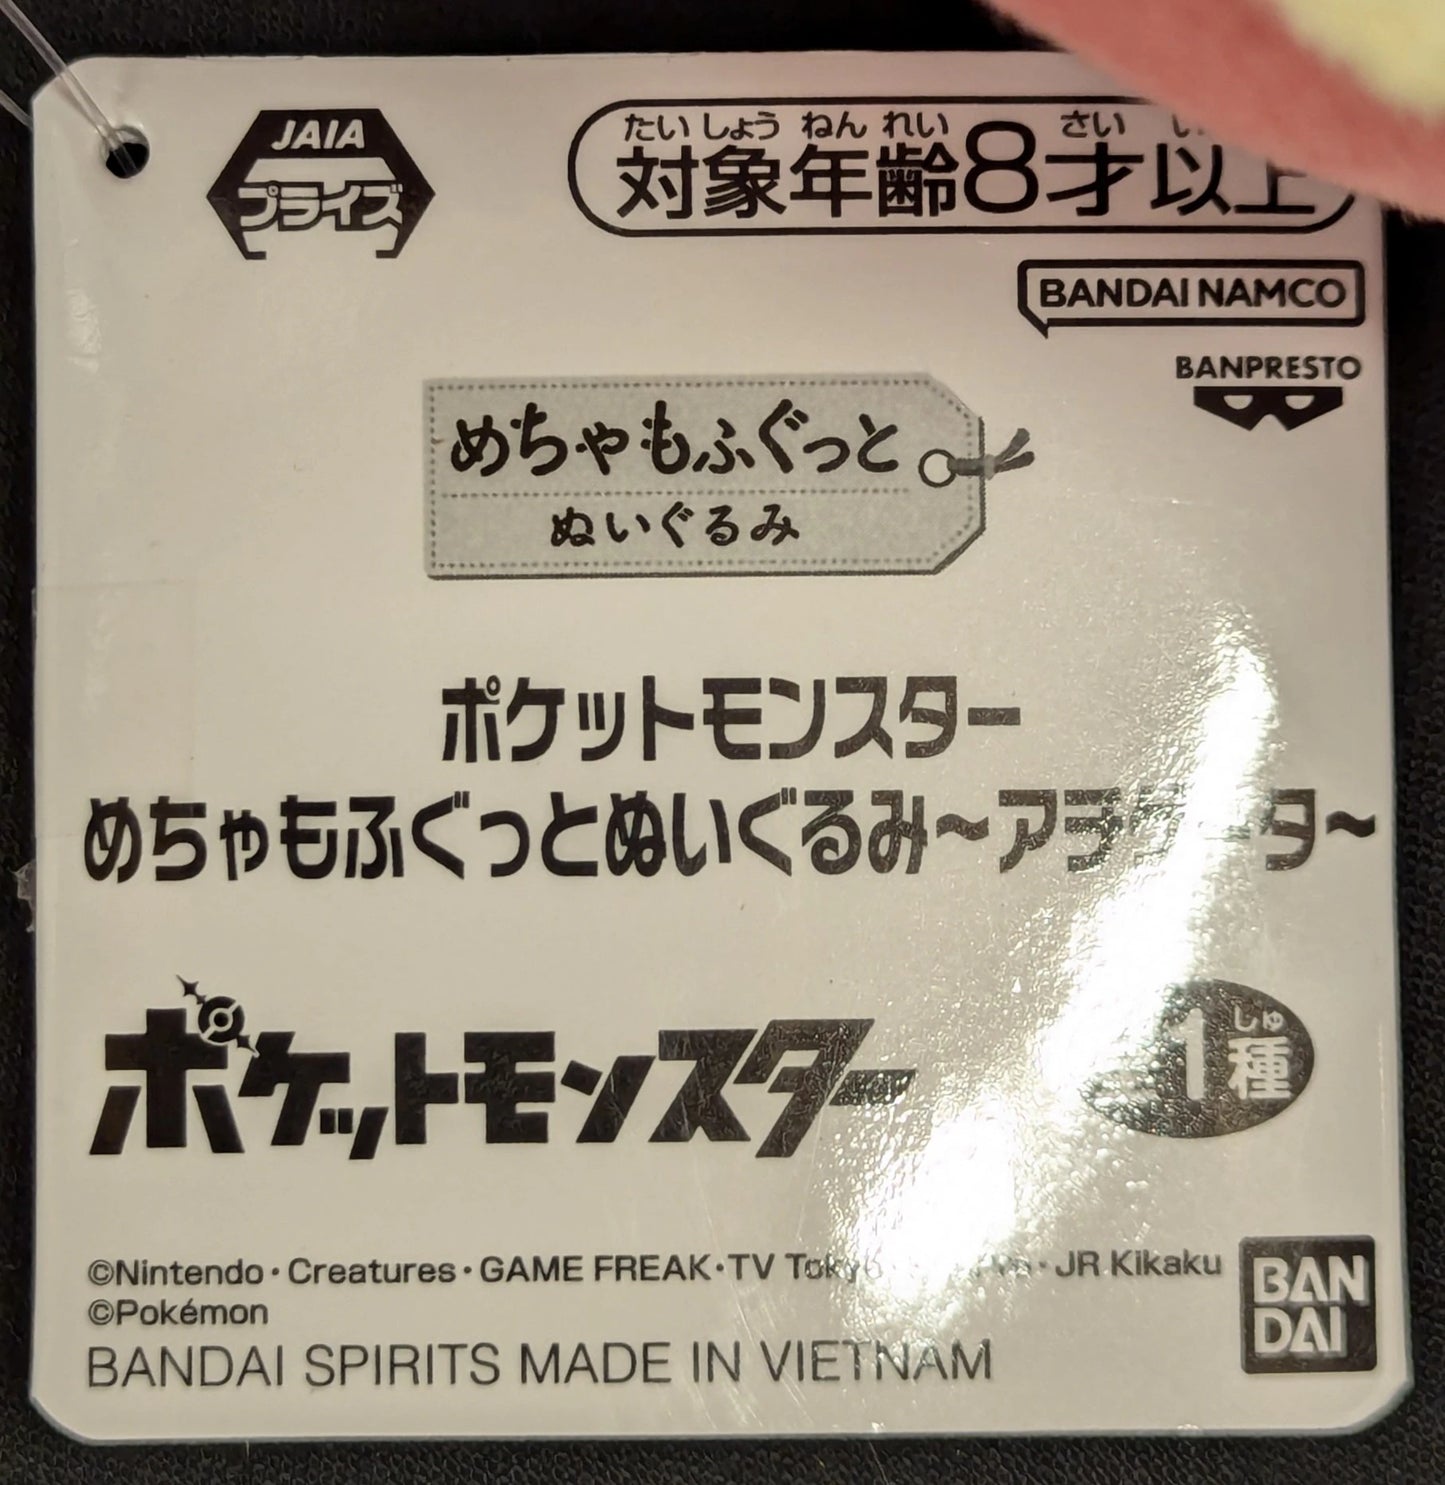 JAIA
プライズ
たいしょうねんれい さい
対象年齢8才以上
BANDAI NAMCO
BANPRESTO
めちゃもふぐっと
ぬいぐるみ
ポケットモンスター
めちゃもふぐっとぬいぐるみ～
ポケットモンスター
しゅ
1種
©Nintendo・Creatures・GAME FREAK・TV Tokyo・JR Kikaku
©Pokémon
BANDAI SPIRITS MADE IN VIETNAM
BAN
DAI